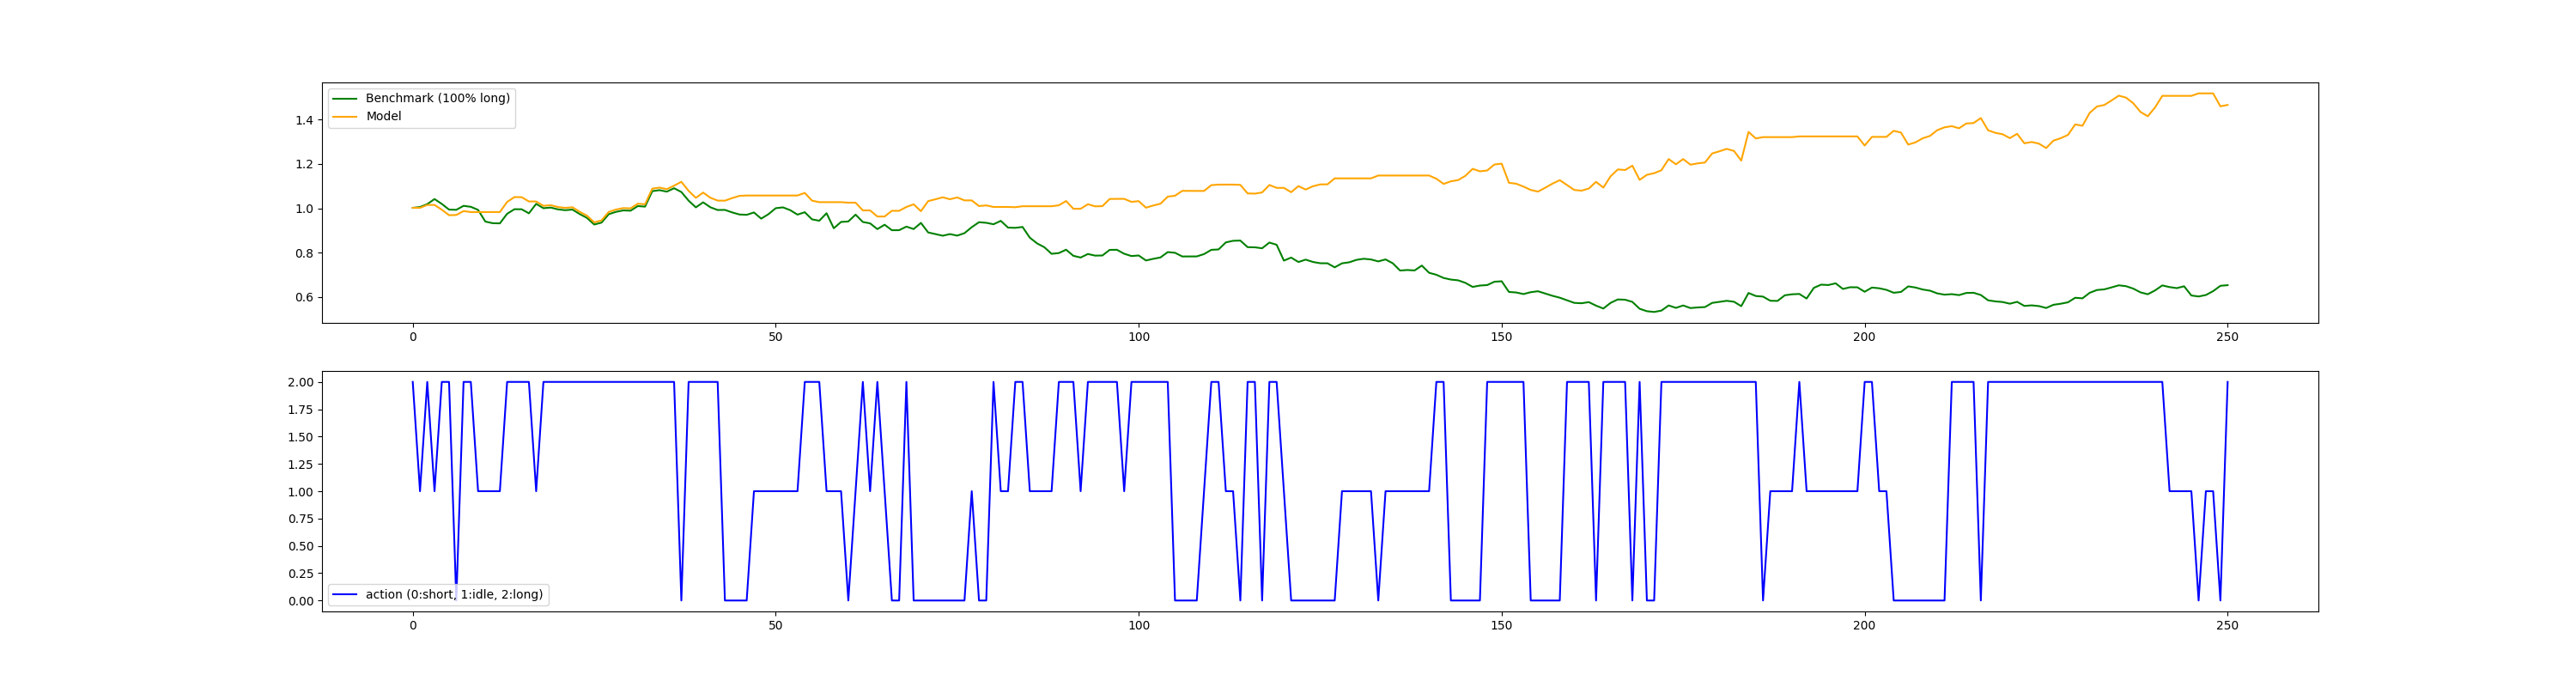 Benchmark (100% long)
Model
1.4
1.2
1.0
0.8
0.6
0 50 100 150 200 250
2.00
1.75
1.50
1.25
1.00
0.75
0.50
0.25
0.00
action (0:short, 1:idle, 2:long)
0 50 100 150 200 250